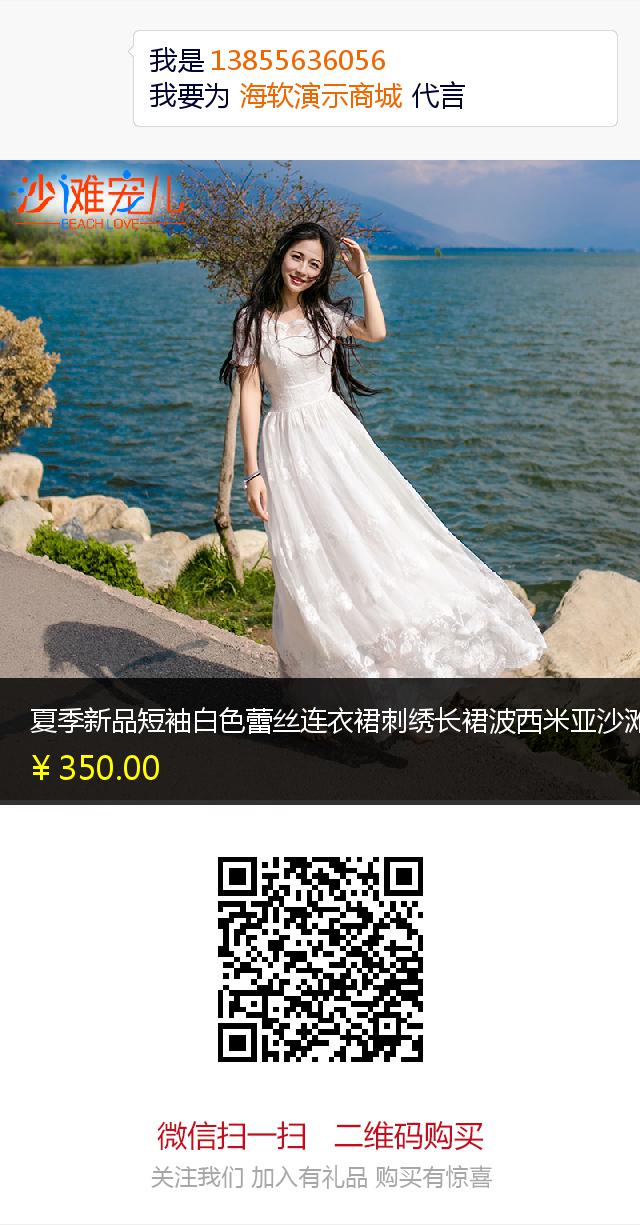 我是 13855636056
我要为 海软演示商城 代言
沙滩宠儿
BEACH LOVE
夏季新品短袖白色蕾丝连衣裙刺绣长裙波西米亚沙滩
¥ 350.00
微信扫一扫 二维码购买
关注我们 加入有礼品 购买有惊喜